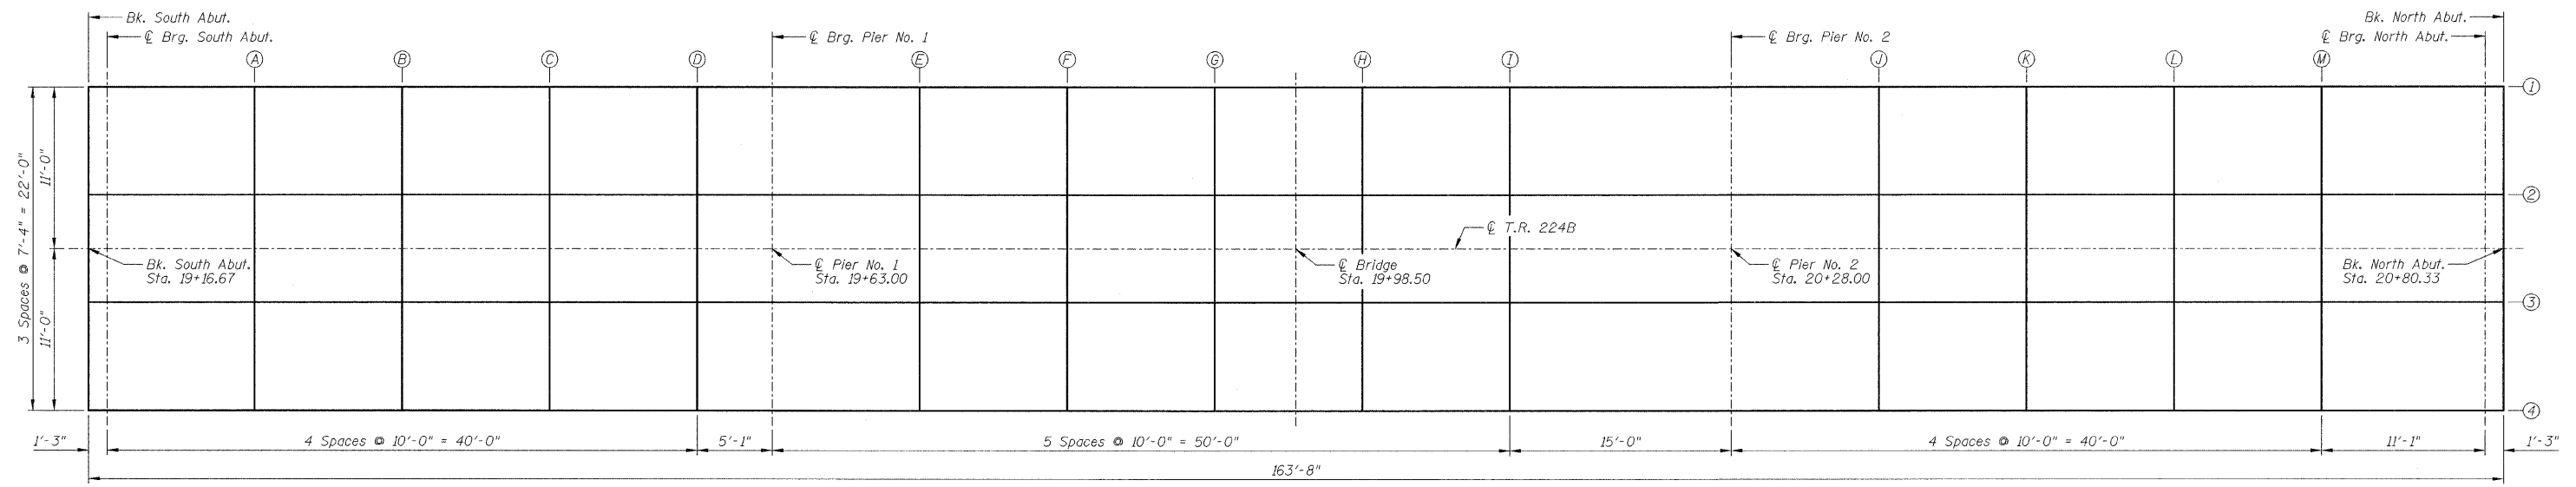 Bk. South Abut.
℄ Brg. South Abut.
℄ Brg. Pier No. 1
℄ Brg. Pier No. 2
Bk. North Abut.
℄ Brg. North Abut.
A B C D E F G H I J K L M
1
2
3
4
3 Spaces @ 7'-4" = 22'-0"
11'-0"
11'-0"
℄ T.R. 224B
Bk. South Abut.
Sta. 19+16.67
℄ Pier No. 1
Sta. 19+63.00
℄ Bridge
Sta. 19+98.50
℄ Pier No. 2
Sta. 20+28.00
Bk. North Abut.
Sta. 20+80.33
1'-3" 4 Spaces @ 10'-0" = 40'-0" 5'-1" 5 Spaces @ 10'-0" = 50'-0" 15'-0" 4 Spaces @ 10'-0" = 40'-0" 11'-1" 1'-3"
163'-8"